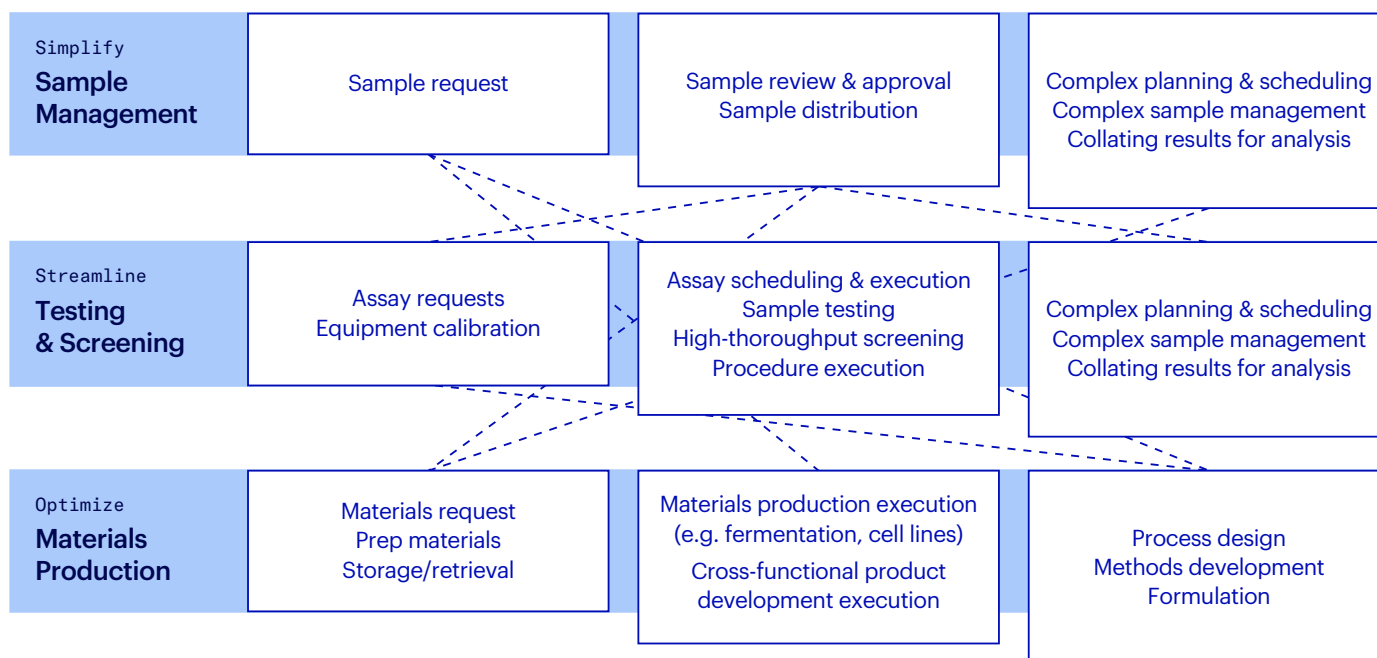 Simplify
Sample
Management
Sample request
Sample review & approval
Sample distribution
Complex planning & scheduling
Complex sample management
Collating results for analysis
Streamline
Testing
& Screening
Assay requests
Equipment calibration
Assay scheduling & execution
Sample testing
High-thoroughput screening
Procedure execution
Complex planning & scheduling
Complex sample management
Collating results for analysis
Optimize
Materials
Production
Materials request
Prep materials
Storage/retrieval
Materials production execution
(e.g. fermentation, cell lines)
Cross-functional product
development execution
Process design
Methods development
Formulation